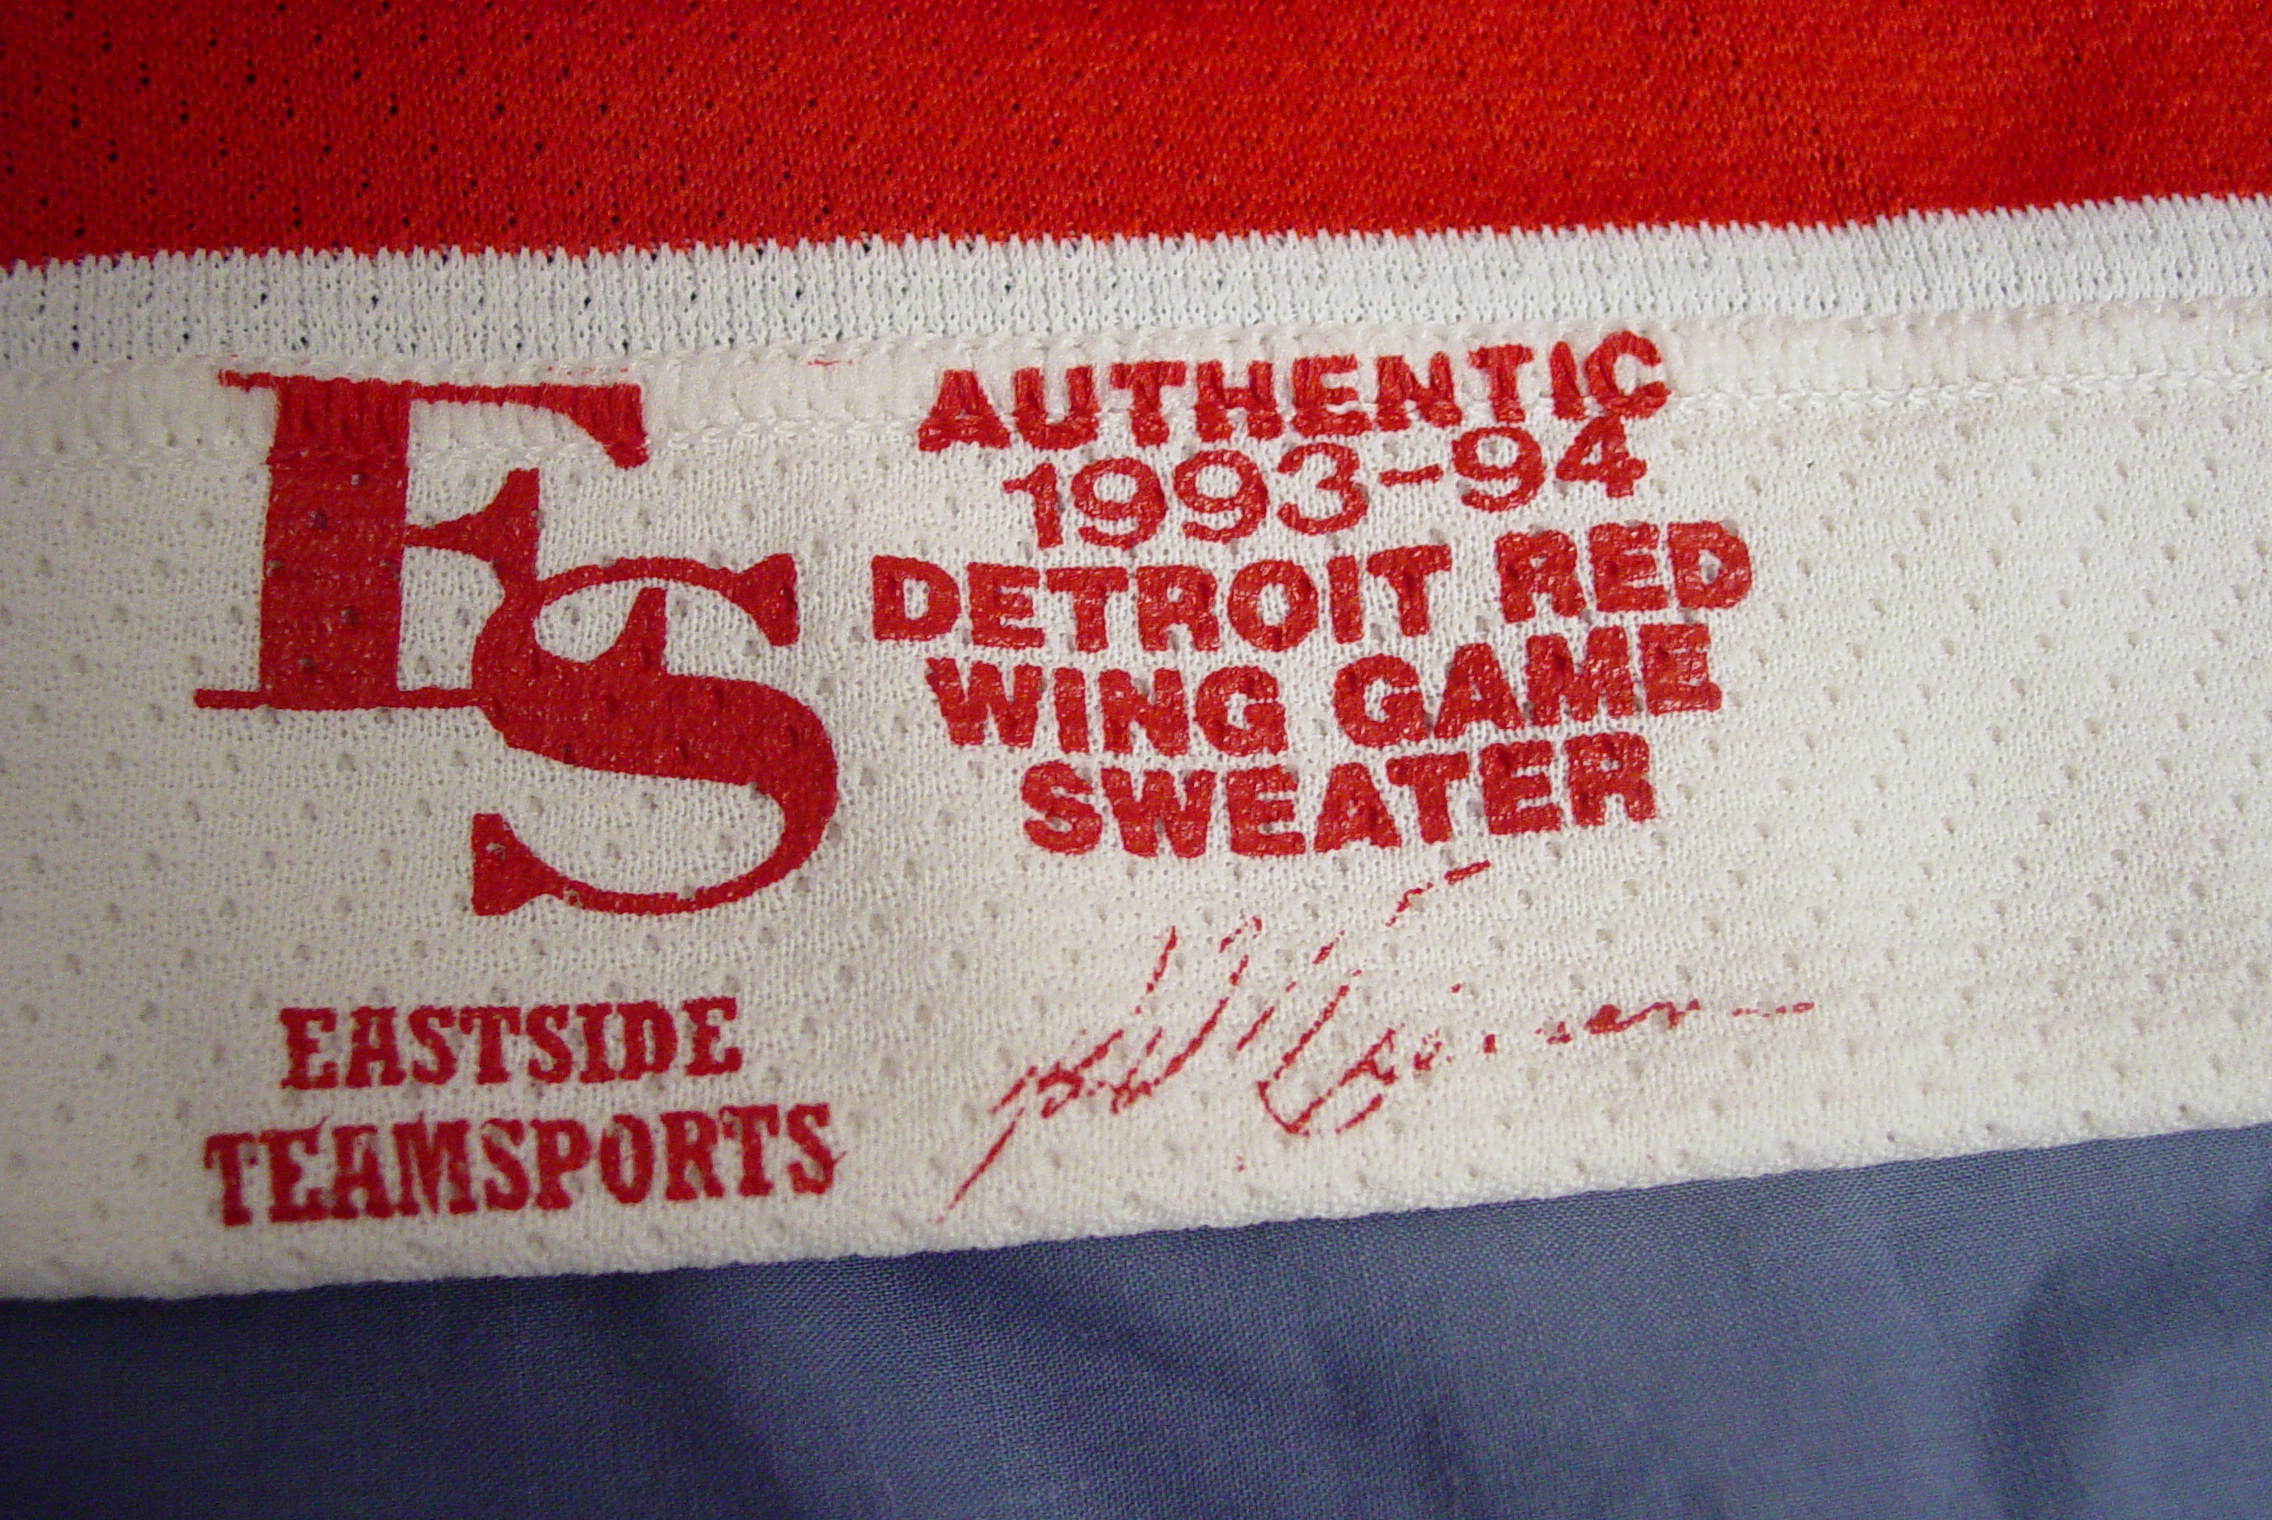 ES
EASTSIDE
TEAMSPORTS
AUTHENTIC
1993-94
DETROIT RED
WING GAME
SWEATER